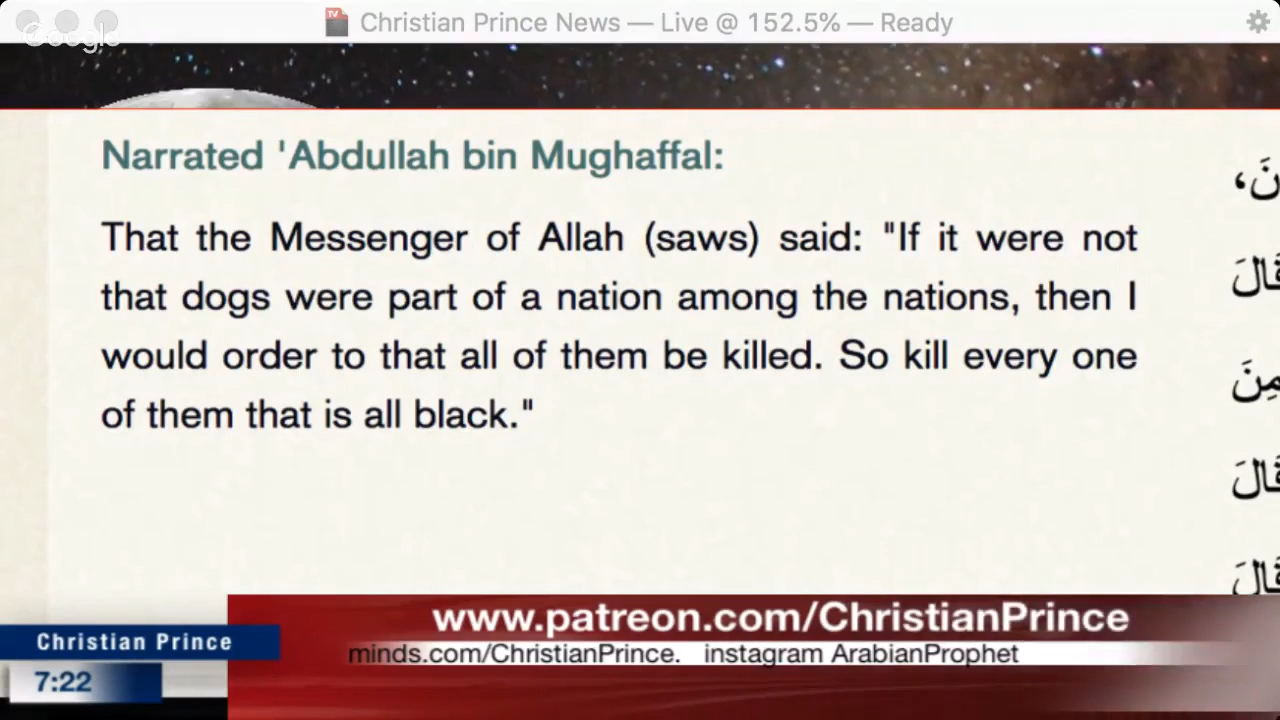 Christian Prince News — Live @ 152.5% — Ready
Google
Narrated 'Abdullah bin Mughaffal:
That the Messenger of Allah (saws) said: "If it were not
that dogs were part of a nation among the nations, then I
would order to that all of them be killed. So kill every one
of them that is all black."
قَالَ
مِنَ
قَالَ
www.patreon.com/ChristianPrince
Christian Prince
minds.com/ChristianPrince. instagram ArabianProphet
7:22